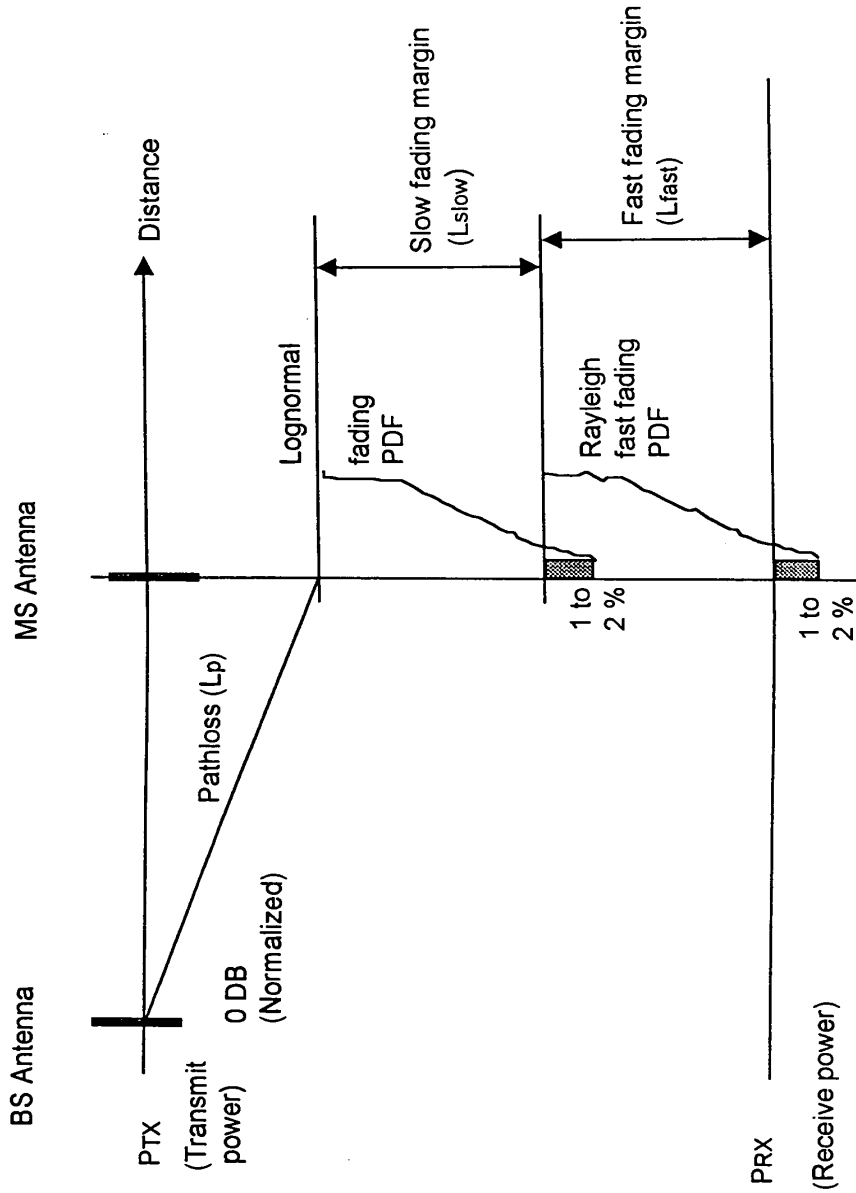 BS Antenna
MS Antenna
PTX
(Transmit
power)
0 DB
(Normalized)
Pathloss (Lp)
Distance
Lognormal
fading
PDF
Slow fading margin
(Lslow)
1 to
2 %
Rayleigh
fast fading
PDF
Fast fading margin
(Lfast)
1 to
2 %
PRX
(Receive power)